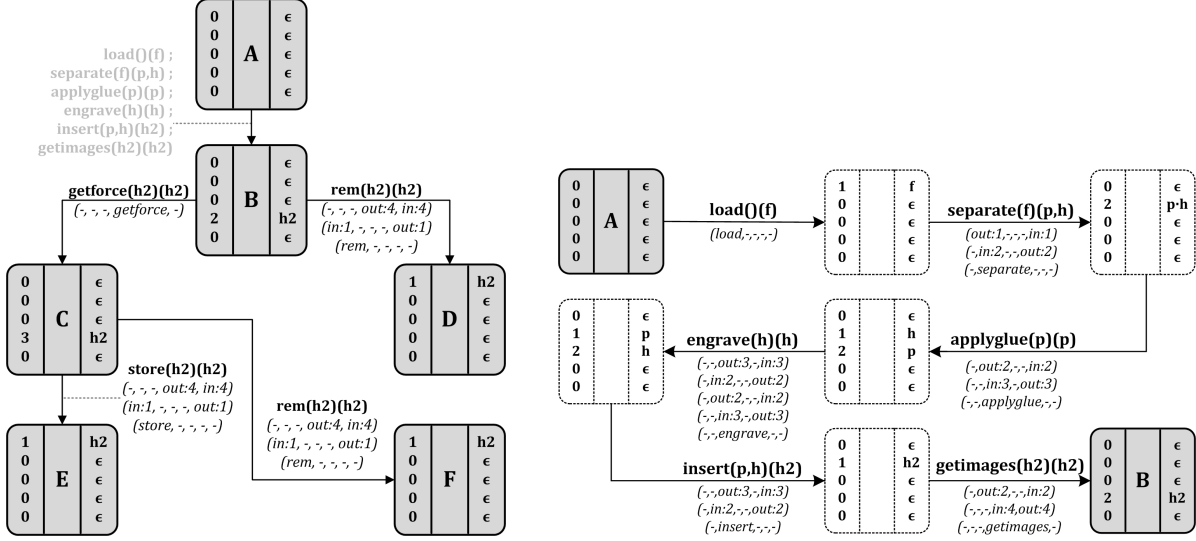 0 ϵ
0 ϵ
0 A ϵ
0 ϵ
0 ϵ
load()(f) ;
separate(f)(p,h) ;
applyglue(p)(p) ;
engrave(h)(h) ;
insert(p,h)(h2) ;
getimages(h2)(h2)
0 ϵ
0 ϵ
0 B ϵ
2 h2
0 ϵ
getforce(h2)(h2)
(-, -, -, getforce, -)
rem(h2)(h2)
(-, -, -, out:4, in:4)
(in:1, -, -, -, out:1)
(rem, -, -, -, -)
0 ϵ
0 ϵ
0 C ϵ
3 h2
0 ϵ
1 h2
0 ϵ
0 D ϵ
0 ϵ
0 ϵ
store(h2)(h2)
(-, -, -, out:4, in:4)
(in:1, -, -, -, out:1)
(store, -, -, -, -)
rem(h2)(h2)
(-, -, -, out:4, in:4)
(in:1, -, -, -, out:1)
(rem, -, -, -, -)
1 h2
0 ϵ
0 E ϵ
0 ϵ
0 ϵ
1 h2
0 ϵ
0 F ϵ
0 ϵ
0 ϵ
0 ϵ
0 ϵ
0 A ϵ
0 ϵ
0 ϵ
load()(f)
(load,-,-,-,-)
1 f
0 ϵ
0 ϵ
0 ϵ
0 ϵ
separate(f)(p,h)
(out:1,-,-,-,in:1)
(-,in:2,-,-,out:2)
(-,separate,-,-,-)
0 ϵ
2 p·h
0 ϵ
0 ϵ
0 ϵ
applyglue(p)(p)
(-,out:2,-,-,in:2)
(-,-,in:3,-,out:3)
(-,-,applyglue,-,-)
0 ϵ
1 h
2 p
0 ϵ
0 ϵ
engrave(h)(h)
(-,-,out:3,-,in:3)
(-,in:2,-,-,out:2)
(-,out:2,-,-,in:2)
(-,-,in:3,-,out:3)
(-,-,engrave,-,-)
0 ϵ
1 p
2 h
0 ϵ
0 ϵ
insert(p,h)(h2)
(-,-,out:3,-,in:3)
(-,in:2,-,-,out:2)
(-,insert,-,-,-)
0 ϵ
1 h2
0 ϵ
0 ϵ
0 ϵ
getimages(h2)(h2)
(-,out:2,-,-,in:2)
(-,-,-,in:4,out:4)
(-,-,-,getimages,-)
0 ϵ
0 ϵ
0 B ϵ
2 h2
0 ϵ